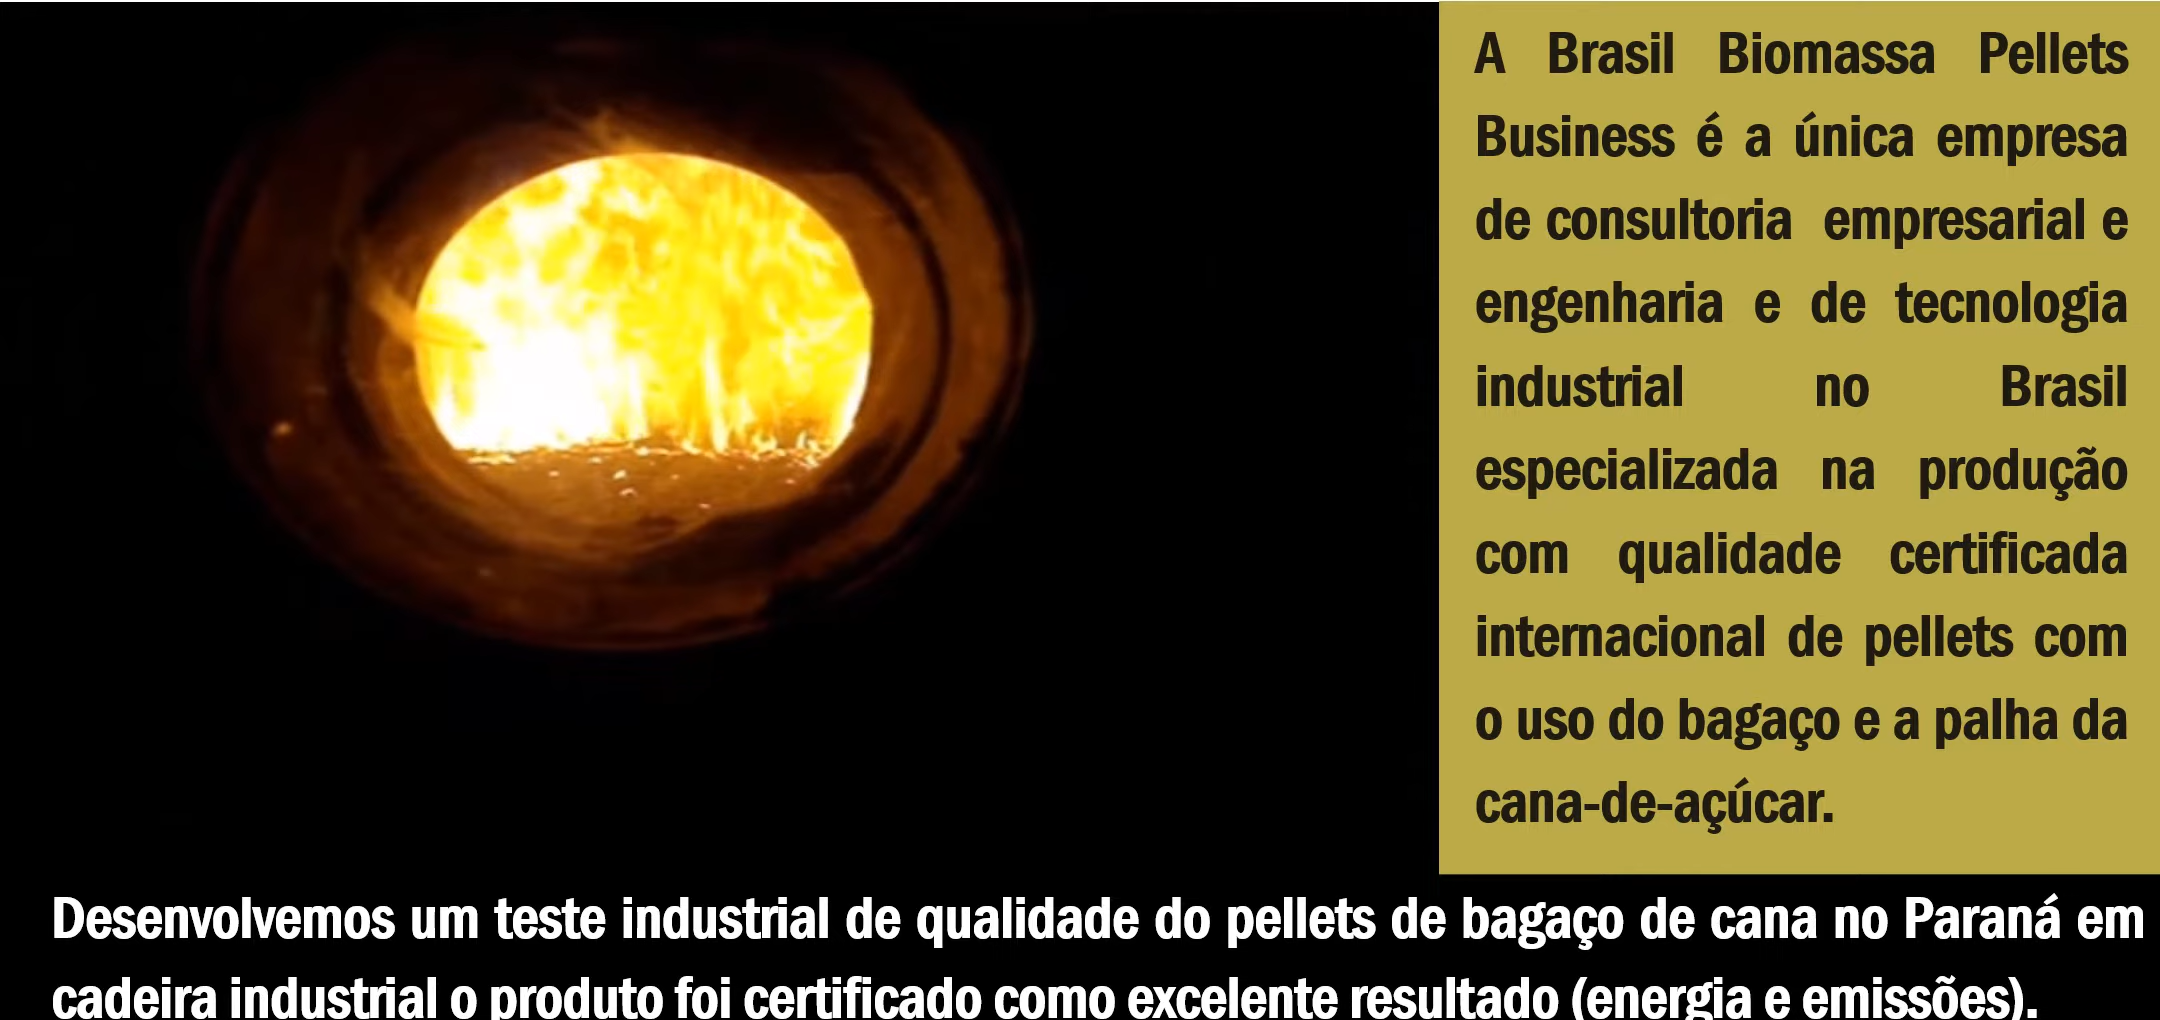 A Brasil Biomassa Pellets
Business é a única empresa
de consultoria empresarial e
engenharia e de tecnologia
industrial no Brasil
especializada na produção
com qualidade certificada
internacional de pellets com
o uso do bagaço e a palha da
cana-de-açúcar.
Desenvolvemos um teste industrial de qualidade do pellets de bagaço de cana no Paraná em
cadeira industrial o produto foi certificado como excelente resultado (energia e emissões).